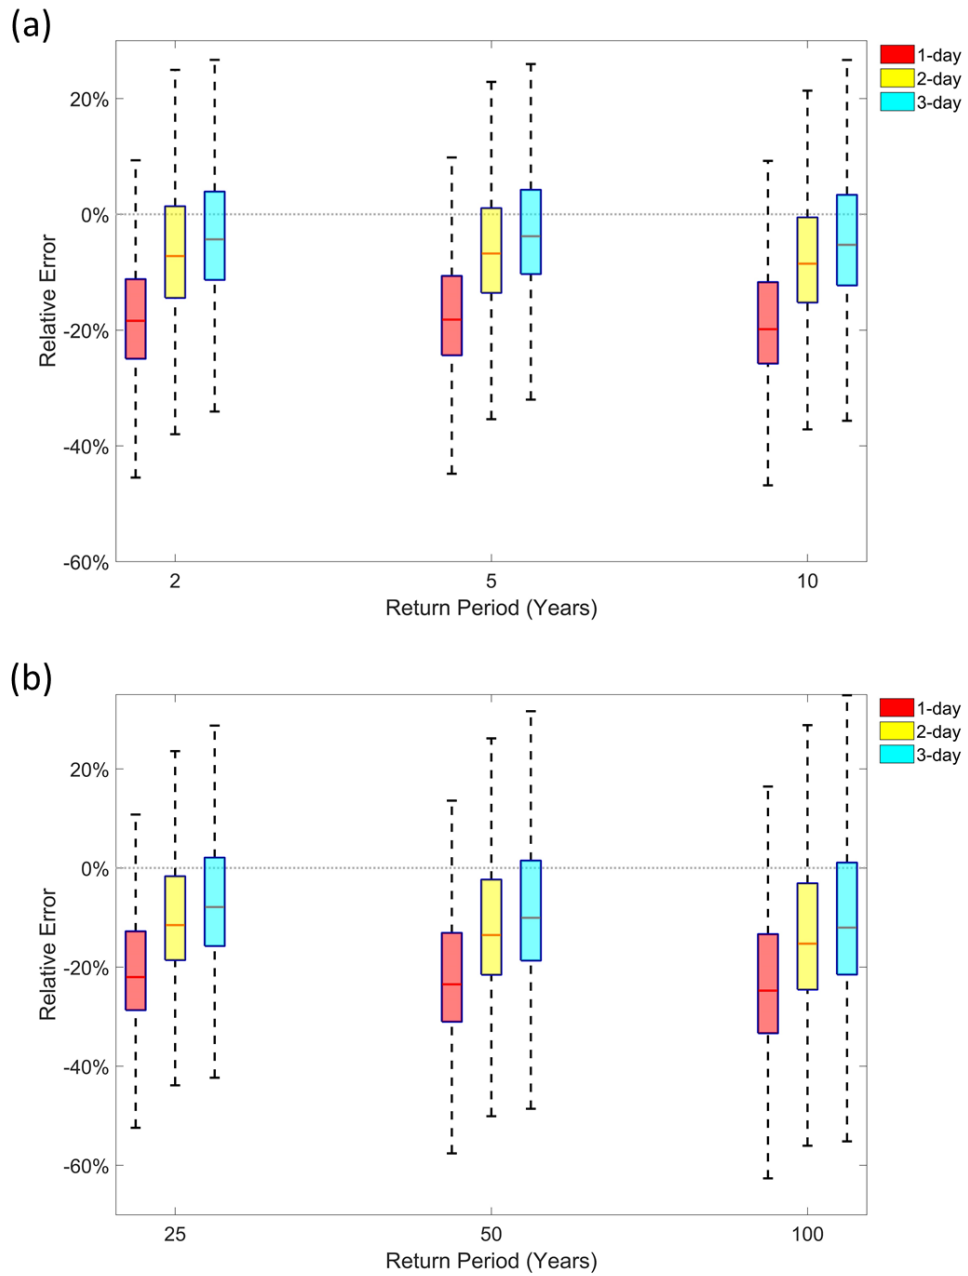 (a)
1-day
2-day
3-day
20%
0%
-20%
-40%
-60%
Relative Error
2 5 10
Return Period (Years)
(b)
1-day
2-day
3-day
20%
0%
-20%
-40%
-60%
Relative Error
25 50 100
Return Period (Years)